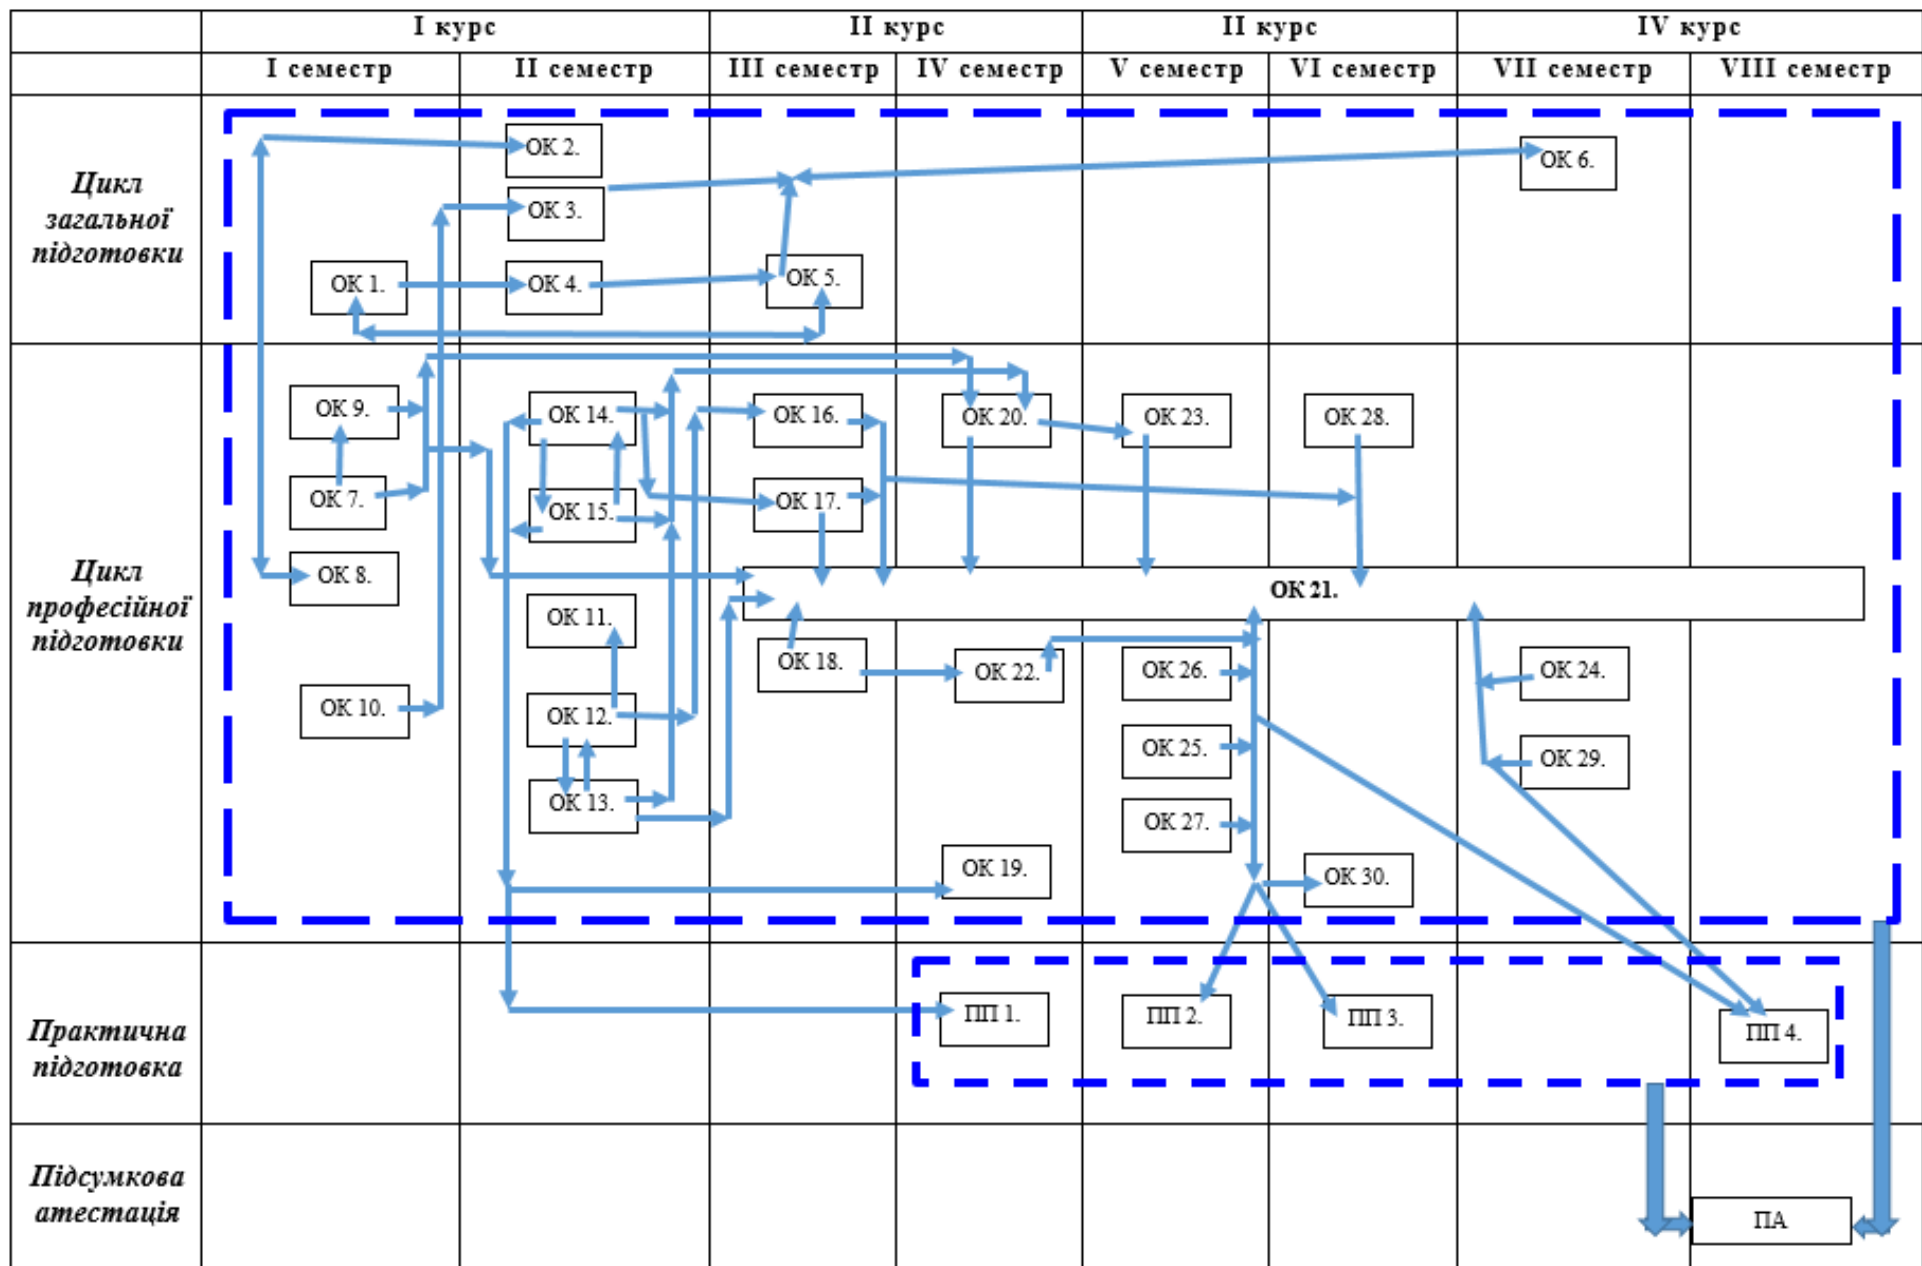 I курс
II курс
II курс
IV курс
I семестр
II семестр
III семестр
IV семестр
V семестр
VI семестр
VII семестр
VIII семестр
Цикл
загальної
підготовки
ОК 2.
ОК 6.
ОК 3.
ОК 1.
ОК 4.
ОК 5.
Цикл
професійної
підготовки
ОК 9.
ОК 14.
ОК 16.
ОК 20.
ОК 23.
ОК 28.
ОК 7.
ОК 15.
ОК 17.
ОК 8.
ОК 21.
ОК 11.
ОК 18.
ОК 22.
ОК 26.
ОК 24.
ОК 10.
ОК 12.
ОК 25.
ОК 29.
ОК 13.
ОК 27.
ОК 19.
ОК 30.
Практична
підготовка
ПП 1.
ПП 2.
ПП 3.
ПП 4.
Підсумкова
атестація
ПА